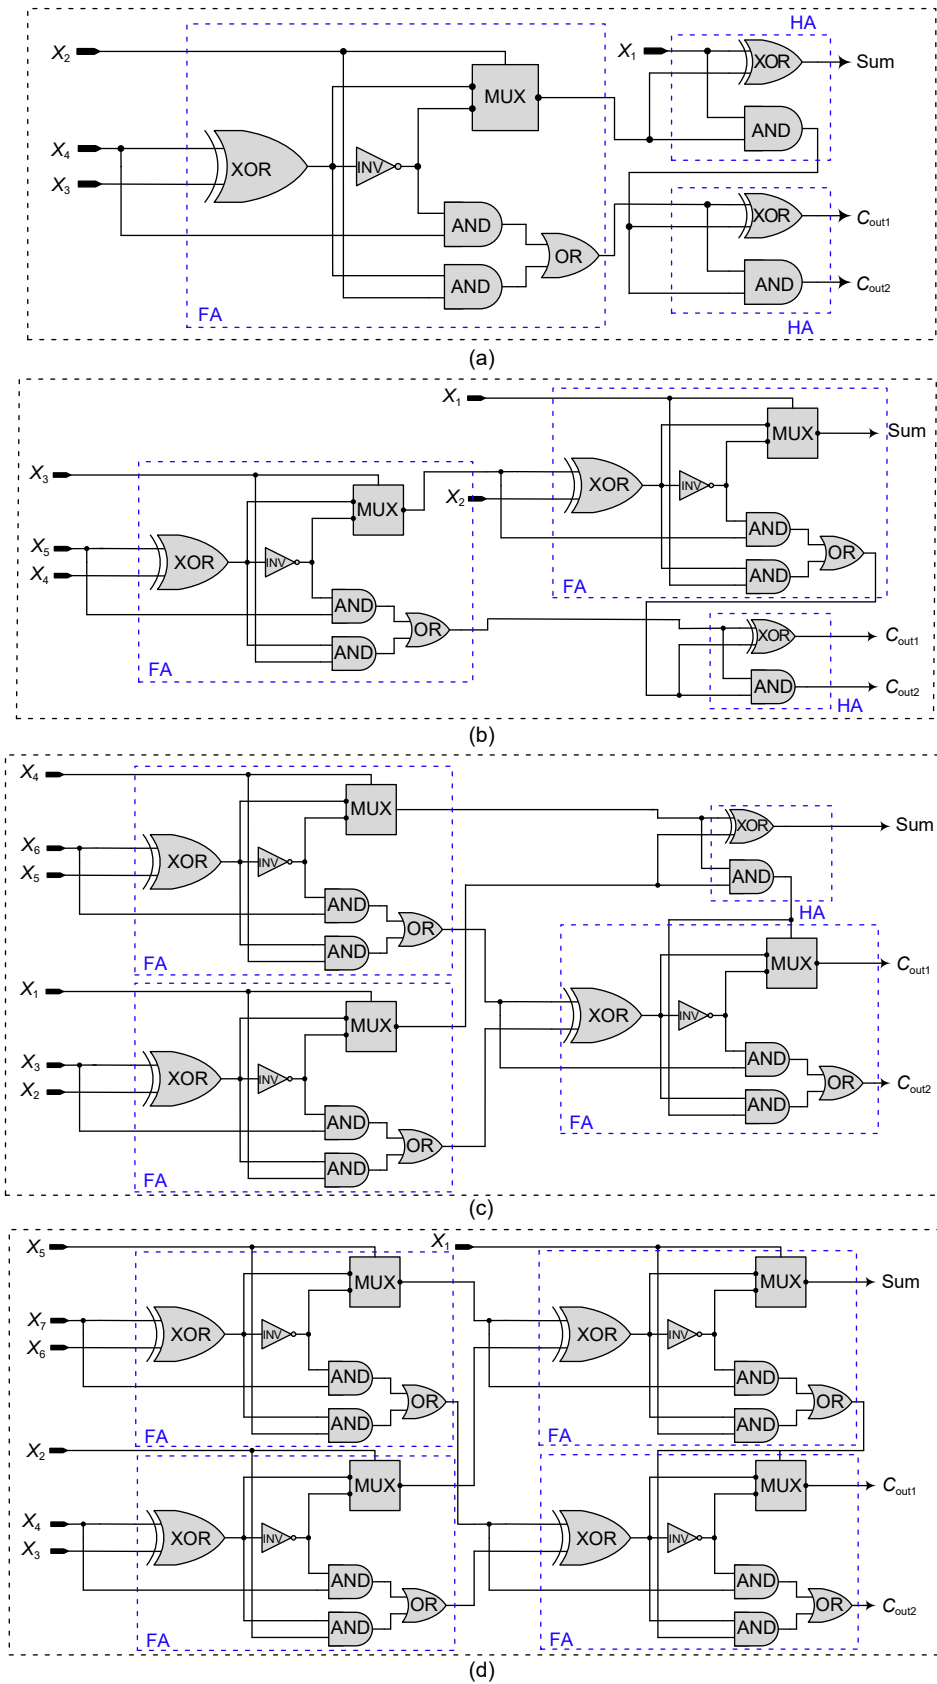 HA
X2 MUX X1 XOR Sum
X4 XOR INV AND
X3
AND OR XOR Cout1
AND AND Cout2
FA HA
(a)
X1 MUX Sum
X3 MUX XOR INV
X2
X5 XOR INV AND OR
X4 AND
FA
AND OR XOR Cout1
AND AND Cout2
FA HA
(b)
X4 MUX XOR Sum
X6 XOR INV AND
X5
HA
AND OR
AND
FA
MUX Cout1
X1 MUX XOR INV
X3 XOR INV AND OR Cout2
X2 AND
FA
AND OR
AND
FA
(c)
X5 MUX X1 MUX Sum
X7 XOR INV XOR INV
X6
AND OR AND OR
AND AND
FA FA
X2 MUX MUX Cout1
X4 XOR INV XOR INV
X3
AND OR AND OR Cout2
AND AND
FA FA
(d)